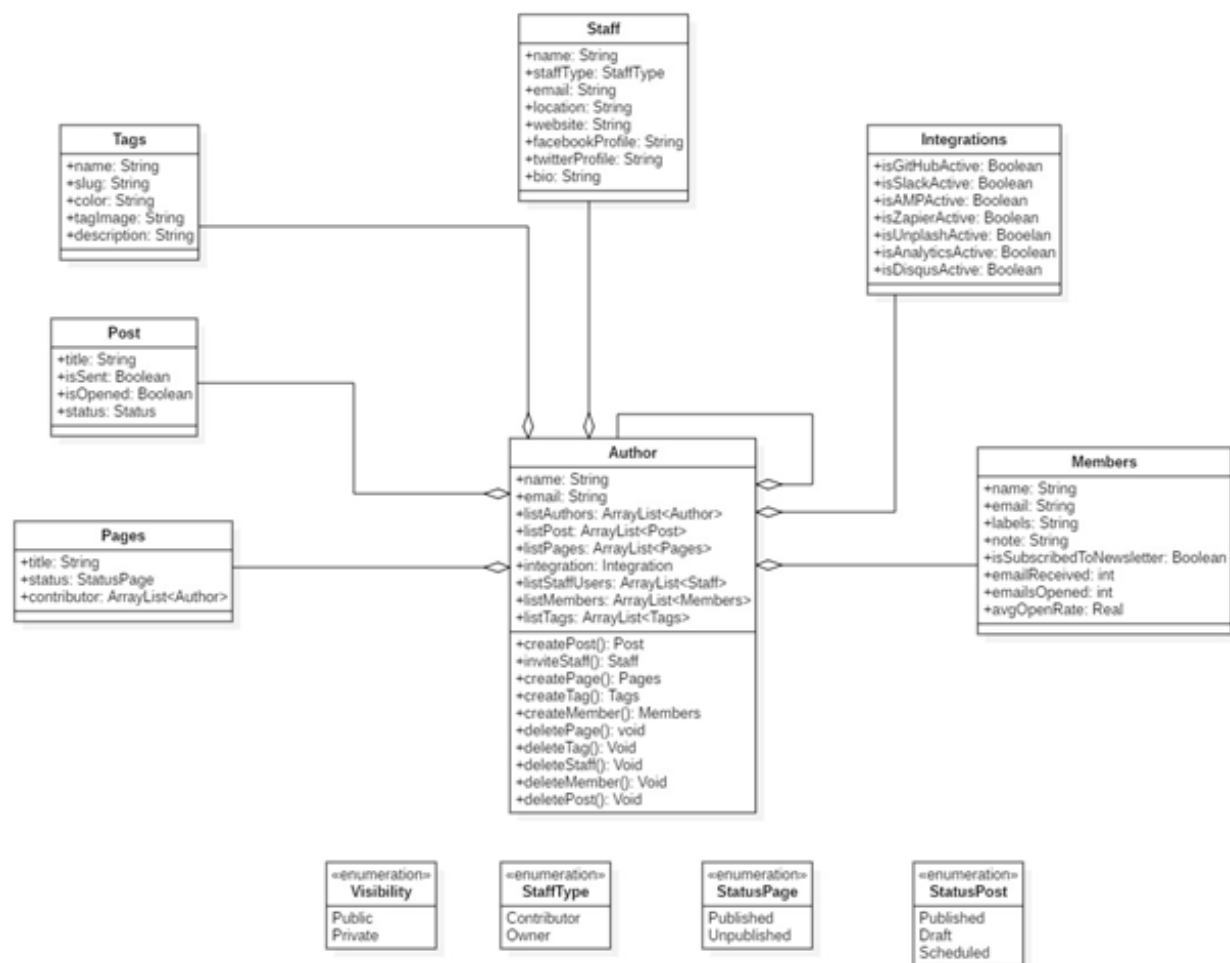 Staff
+name: String
+staffType: StaffType
+email: String
+location: String
+website: String
+facebookProfile: String
+twitterProfile: String
+bio: String
Tags
+name: String
+slug: String
+color: String
+tagImage: String
+description: String
Integrations
+isGitHubActive: Boolean
+isSlackActive: Boolean
+isAMPActive: Boolean
+isZapierActive: Boolean
+isUnplashActive: Booelan
+isAnalyticsActive: Boolean
+isDisqusActive: Boolean
Post
+title: String
+isSent: Boolean
+isOpened: Boolean
+status: Status
Author
+name: String
+email: String
+listAuthors: ArrayList<Author>
+listPost: ArrayList<Post>
+listPages: ArrayList<Pages>
+integration: Integration
+listStaffUsers: ArrayList<Staff>
+listMembers: ArrayList<Members>
+listTags: ArrayList<Tags>
+createPost(): Post
+inviteStaff(): Staff
+createPage(): Pages
+createTag(): Tags
+createMember(): Members
+deletePage(): void
+deleteTag(): Void
+deleteStaff(): Void
+deleteMember(): Void
+deletePost(): Void
Members
+name: String
+email: String
+labels: String
+note: String
+isSubscribedToNewsletter: Boolean
+emailReceived: int
+emailsOpened: int
+avgOpenRate: Real
Pages
+title: String
+status: StatusPage
+contributor: ArrayList<Author>
«enumeration»
Visibility
Public
Private
«enumeration»
StaffType
Contributor
Owner
«enumeration»
StatusPage
Published
Unpublished
«enumeration»
StatusPost
Published
Draft
Scheduled